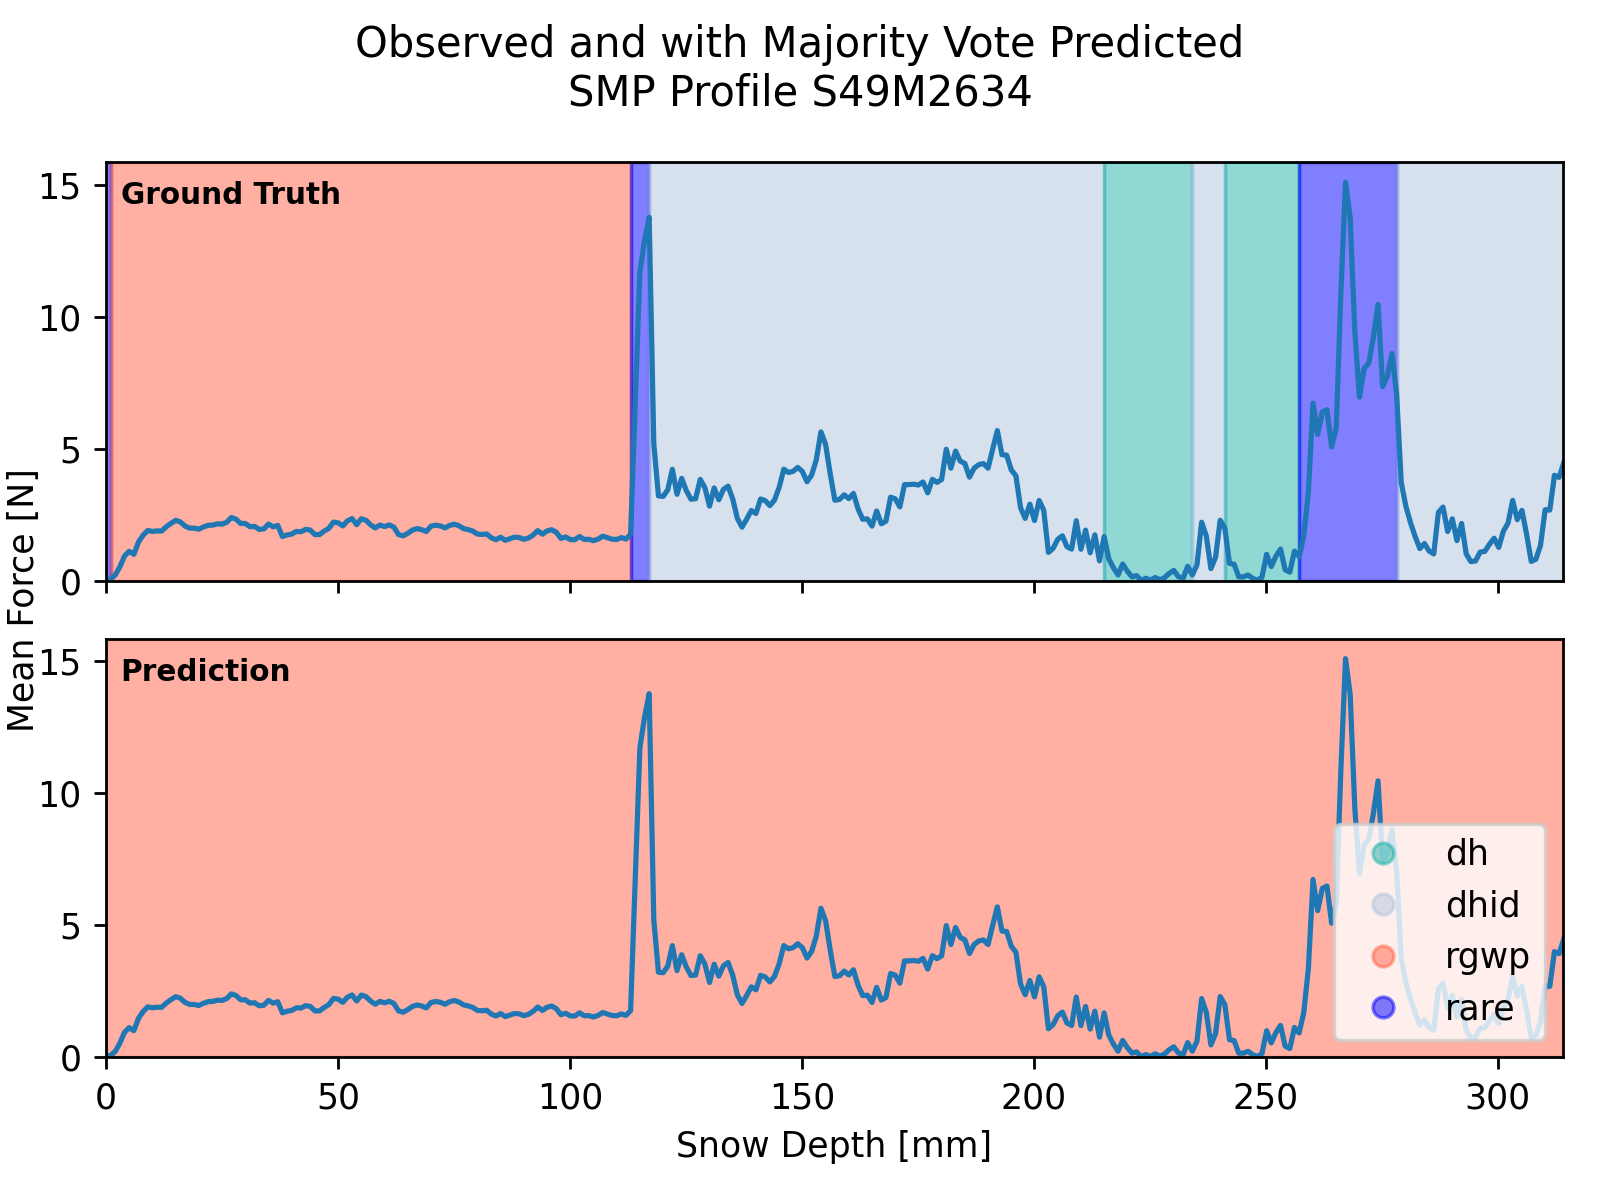 Observed and with Majority Vote Predicted
SMP Profile S49M2634
Mean Force [N]
15
10
5
0
Ground Truth
15
10
5
0
Prediction
dh
dhid
rgwp
rare
0 50 100 150 200 250 300
Snow Depth [mm]